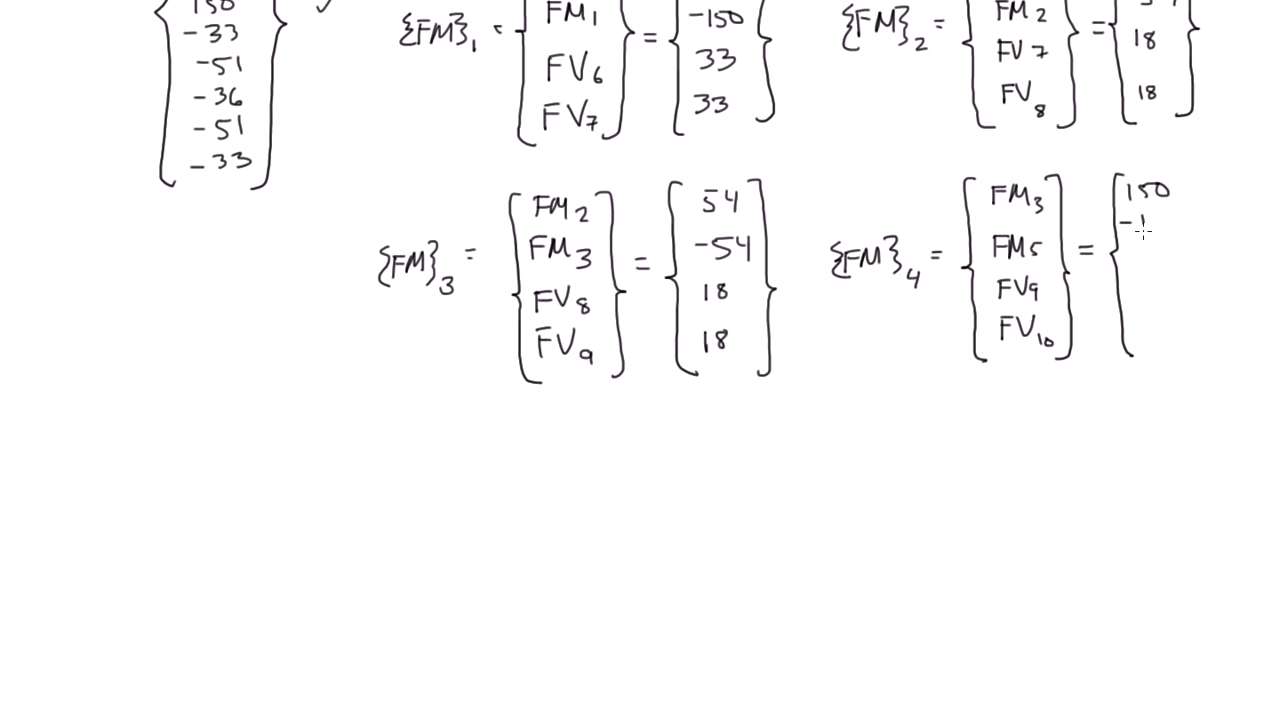 150
-33
-51
-36
-51
-33
{FM}1 = { FM1 FV6 FV7 } = { -150 33 33 }
{FM}2 = { FM2 FV7 FV8 } = { 18 18 }
{FM}3 = { FM2 FM3 FV8 FV9 } = { 54 -54 18 18 }
{FM}4 = { FM3 FM5 FV9 FV10 } = { 150 -1